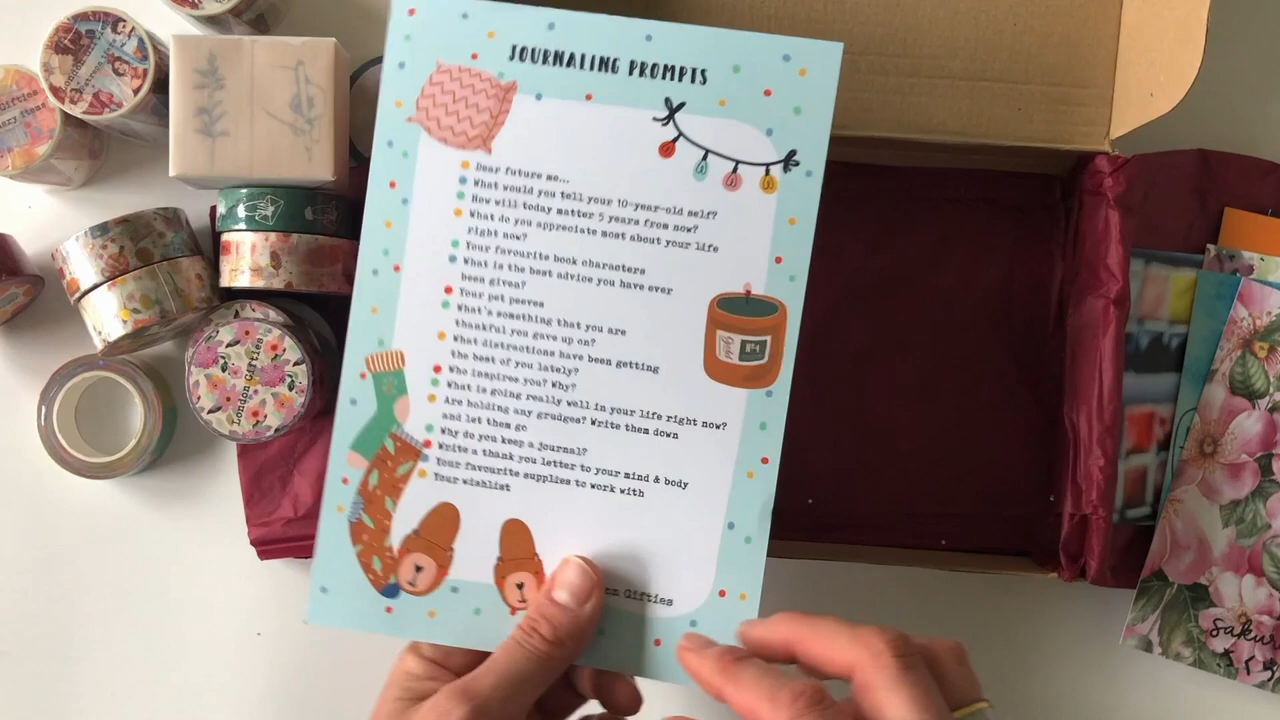 JOURNALING PROMPTS
Dear future me...
What would you tell your 10-year-old self?
How will today matter 5 years from now?
What do you appreciate most about your life
right now?
Your favourite book characters
What is the best advice you have ever
been given?
Your pet peeves
What's something that you are
thankful you gave up on?
What distractions have been getting
the best of you lately?
Who inspires you? Why?
What is going really well in your life right now?
Are holding any grudges? Write them down
and let them go
Why do you keep a journal?
Write a thank you letter to your mind & body
Your favourite supplies to work with
Your wishlist
Gifties
London Gifties
Gifties
London
Nº4
sakur